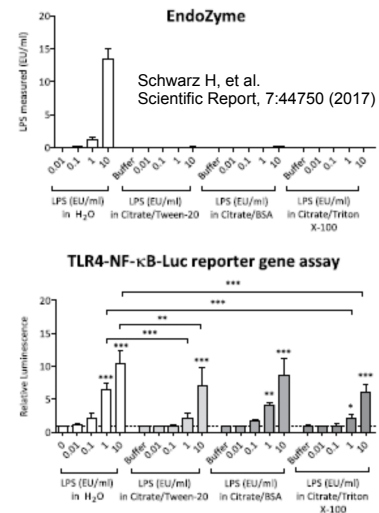 EndoZyme
LPS measured (EU/ml)
20
15
10
5
0
Schwarz H, et al.
Scientific Report, 7:44750 (2017)
0.01 0.1 1 10 Buffer 0.01 0.1 1 10 Buffer 0.01 0.1 1 10 Buffer 0.01 0.1 1 10
LPS (EU/ml) LPS (EU/ml) LPS (EU/ml) LPS (EU/ml)
in H₂O in Citrate/Tween-20 in Citrate/BSA in Citrate/Triton
X-100
TLR4-NF-κB-Luc reporter gene assay
Relative Luminescence
20
15
10
5
0
***
***
**
***
*** *** *** ** *** * ***
0 0.01 0.1 1 10 Buffer 0.01 0.1 1 10 Buffer 0.01 0.1 1 10 Buffer 0.01 0.1 1 10
LPS (EU/ml) LPS (EU/ml) LPS (EU/ml) LPS (EU/ml)
in H₂O in Citrate/Tween-20 in Citrate/BSA in Citrate/Triton
X-100